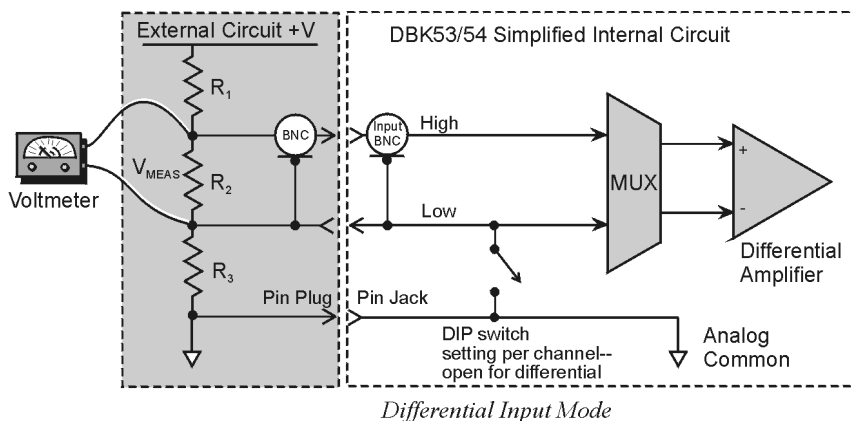 External Circuit +V
DBK53/54 Simplified Internal Circuit
R1
BNC
Input
BNC
High
VMEAS
R2
MUX
+
-
Voltmeter
Low
Differential
Amplifier
R3
Pin Plug
Pin Jack
DIP switch
setting per channel--
open for differential
Analog
Common
Differential Input Mode